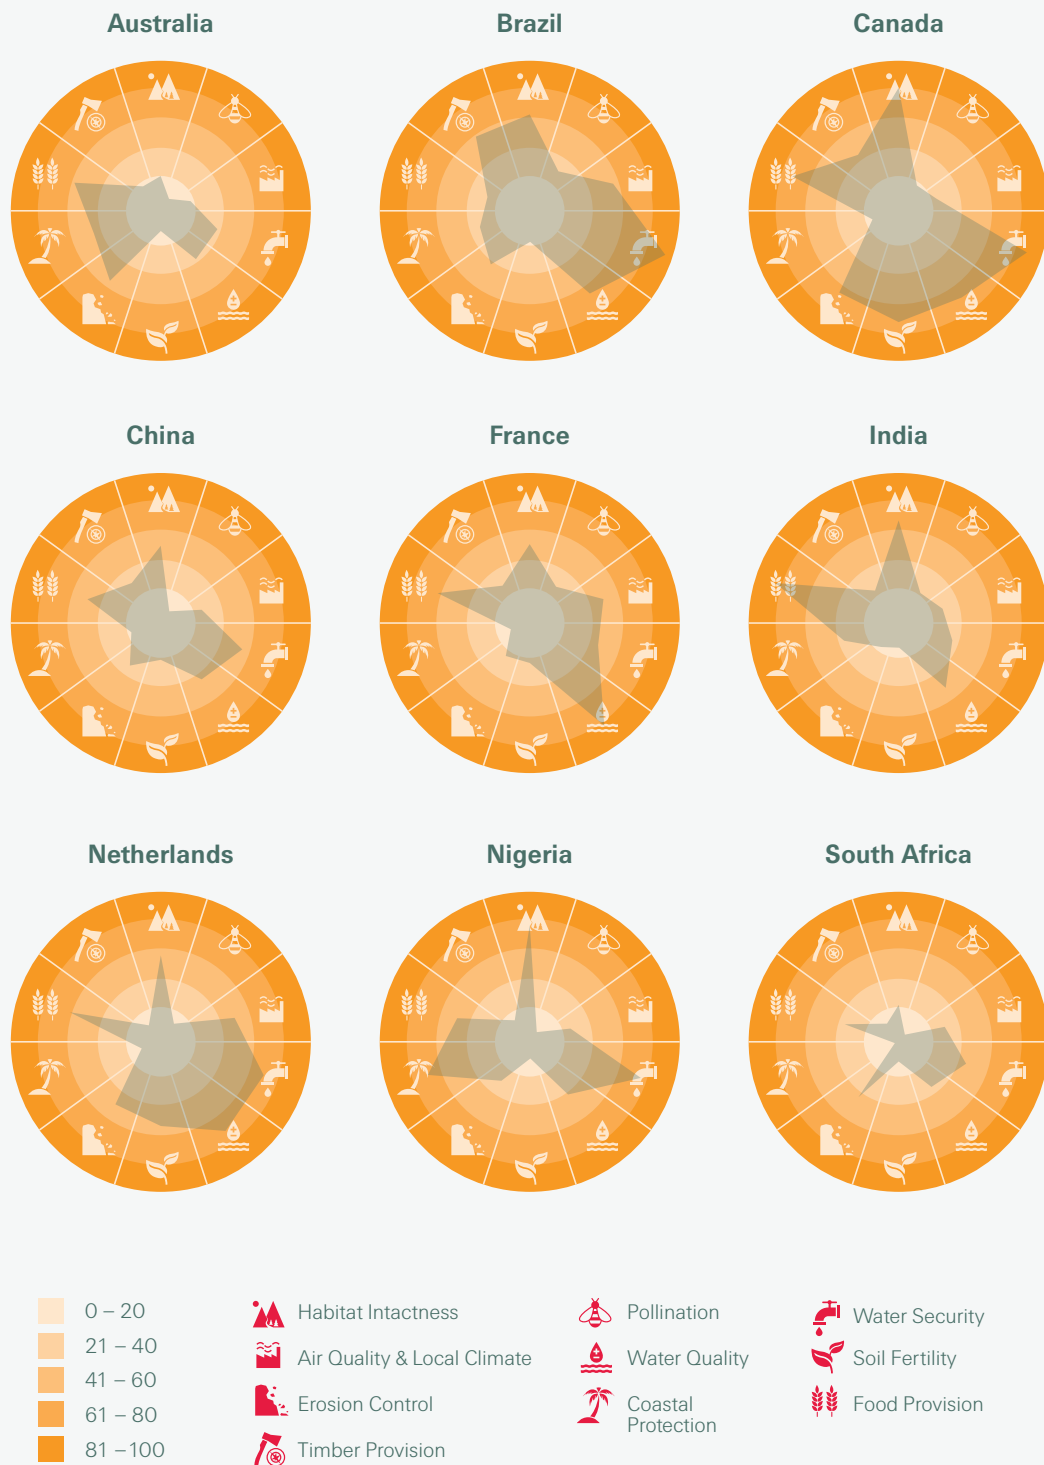 Australia
Brazil
Canada
China
France
India
Netherlands
Nigeria
South Africa
0 – 20
21 – 40
41 – 60
61 – 80
81 –100
Habitat Intactness
Air Quality & Local Climate
Erosion Control
Timber Provision
Pollination
Water Quality
Coastal
Protection
Water Security
Soil Fertility
Food Provision